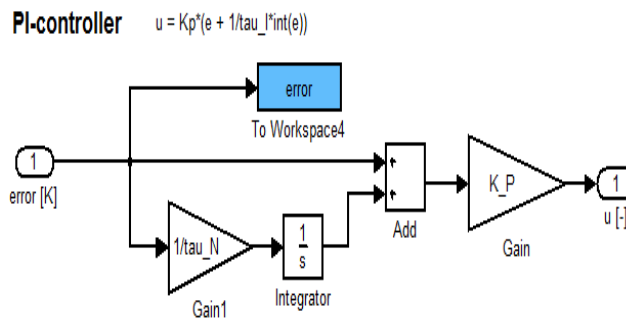 PI-controller
u = Kp*(e + 1/tau_I*int(e))
error
To Workspace4
1
error [K]
1/tau_N
Gain1
1
s
Integrator
+
+
Add
K_P
Gain
1
u [-]